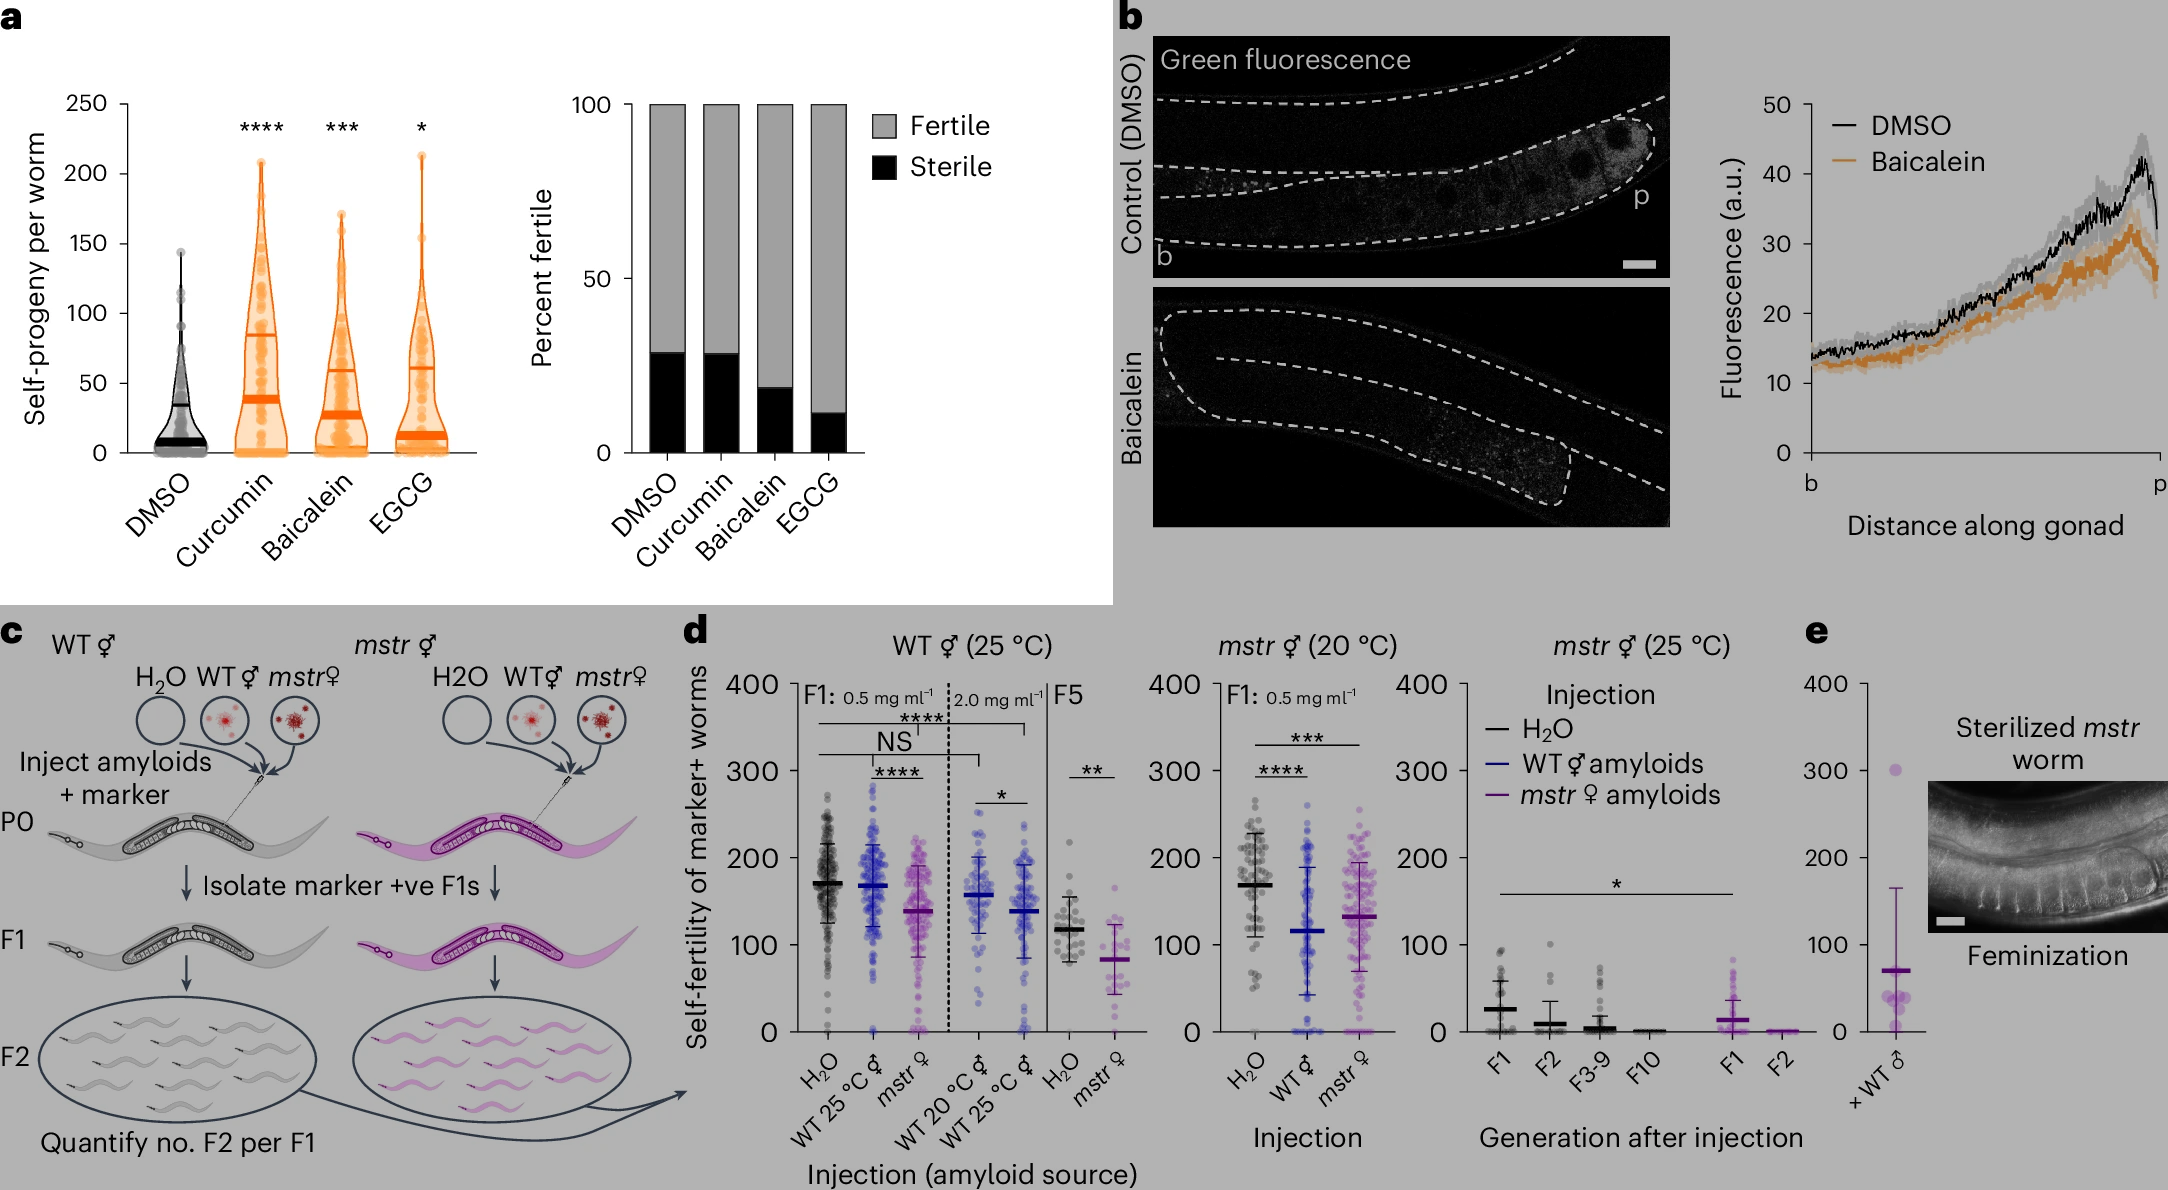 a
Self-progeny per worm
250
200
150
100
50
0
****
***
*
DMSO
Curcumin
Baicalein
EGCG
Percent fertile
100
50
0
Fertile
Sterile
DMSO
Curcumin
Baicalein
EGCG
b
Control (DMSO)
Green fluorescence
b
p
Baicalein
Fluorescence (a.u.)
50
40
30
20
10
0
DMSO
Baicalein
b
p
Distance along gonad
c
WT ⚥
mstr ⚥
H₂O WT ⚥ mstr♀
H2O WT⚥ mstr♀
Inject amyloids
+ marker
P0
Isolate marker +ve F1s
F1
F2
Quantify no. F2 per F1
d
Self-fertility of marker+ worms
WT ⚥ (25 °C)
400
300
200
100
0
F1: 0.5 mg ml⁻¹
2.0 mg ml⁻¹
F5
****
NS
****
*
**
H₂O
WT 25 °C ⚥
mstr ♀
WT 20 °C ⚥
WT 25 °C ⚥
H₂O
mstr ♀
Injection (amyloid source)
mstr ⚥ (20 °C)
400
300
200
100
0
F1: 0.5 mg ml⁻¹
***
****
H₂O
WT ⚥
mstr ♀
Injection
mstr ⚥ (25 °C)
400
300
200
100
0
Injection
H₂O
WT ⚥ amyloids
mstr ♀ amyloids
*
F1
F2
F3-9
F10
F1
F2
Generation after injection
e
400
300
200
100
0
× WT ♂
Sterilized mstr
worm
Feminization